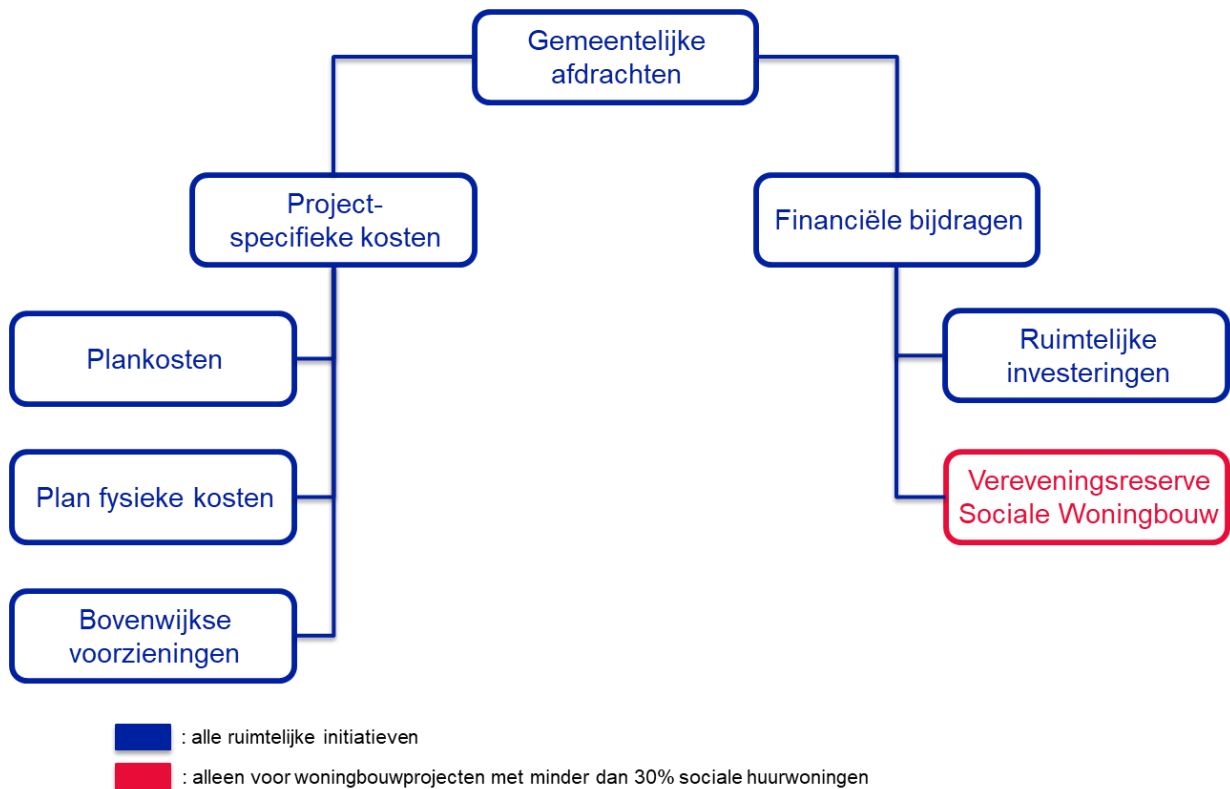 Gemeentelijke
afdrachten
Project-
specifieke kosten
Financiële bijdragen
Plankosten
Ruimtelijke
investeringen
Plan fysieke kosten
Vereveningsreserve
Sociale Woningbouw
Bovenwijkse
voorzieningen
: alle ruimtelijke initiatieven
: alleen voor woningbouwprojecten met minder dan 30% sociale huurwoningen